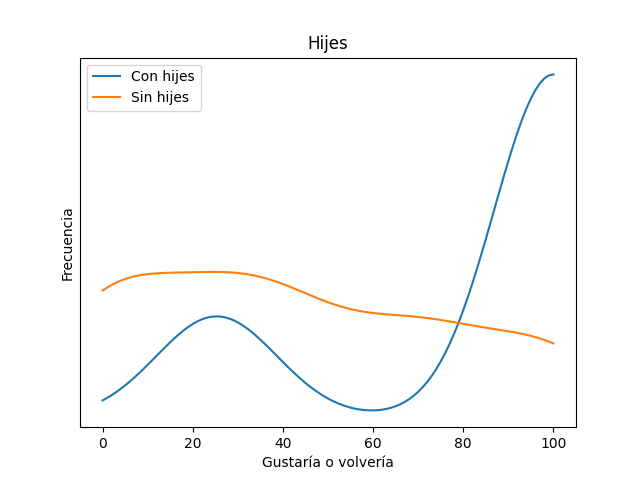 Hijes
Con hijes
Sin hijes
Frecuencia
0 20 40 60 80 100
Gustaría o volvería